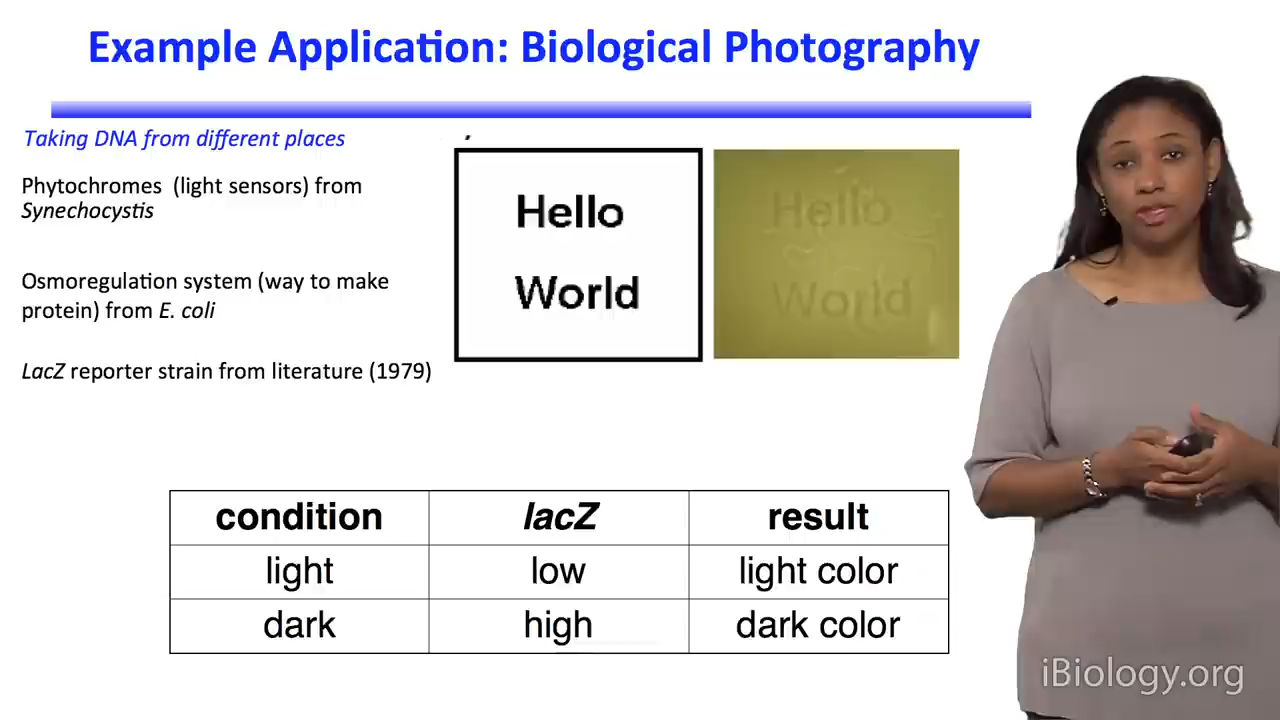 Example Application: Biological Photography
Taking DNA from different places
Phytochromes (light sensors) from
Synechocystis
Osmoregulation system (way to make
protein) from E. coli
LacZ reporter strain from literature (1979)
Hello
World
Hello
World
condition lacZ result
light low light color
dark high dark color
iBiology.org